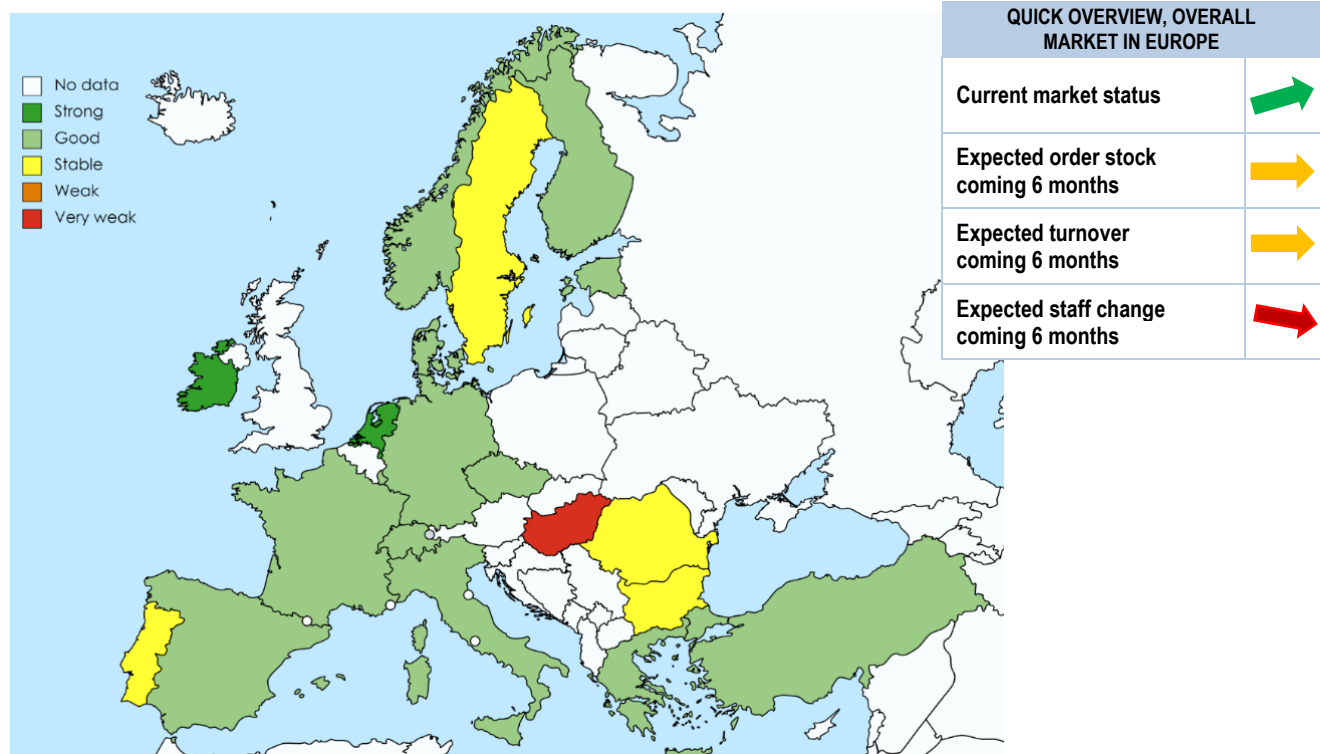 No data
Strong
Good
Stable
Weak
Very weak
QUICK OVERVIEW, OVERALL
MARKET IN EUROPE
Current market status
Expected order stock
coming 6 months
Expected turnover
coming 6 months
Expected staff change
coming 6 months